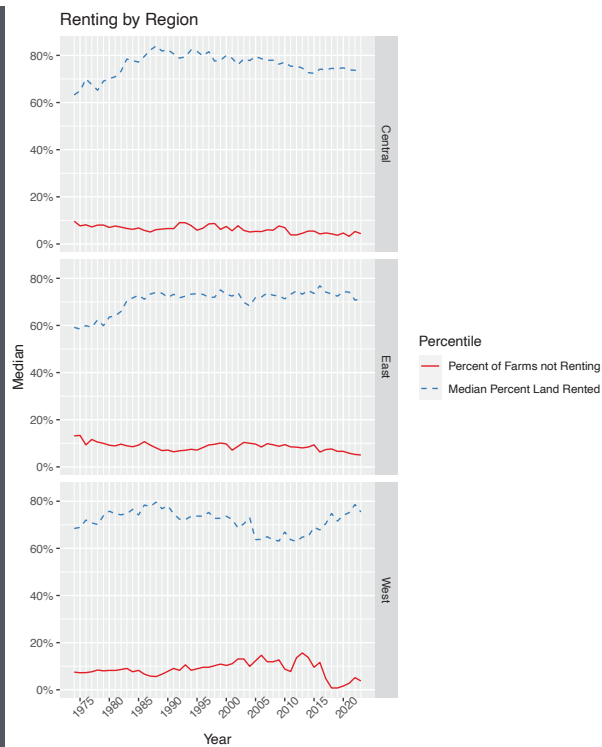 Renting by Region
80%
60%
40%
20%
0%
Central
80%
60%
40%
20%
0%
East
80%
60%
40%
20%
0%
West
Median
1975
1980
1985
1990
1995
2000
2005
2010
2015
2020
Year
Percentile
Percent of Farms not Renting
Median Percent Land Rented